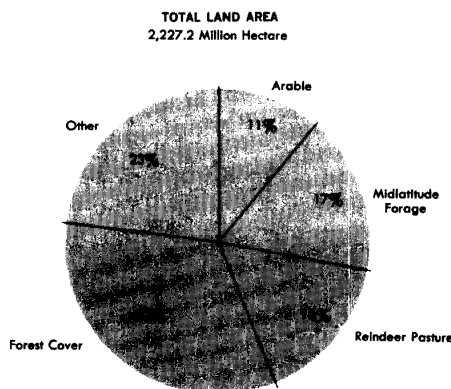 TOTAL LAND AREA
2,227.2 Million Hectare
Arable
Other
11%
23%
17%
Midlatitude
Forage
Forest Cover
Reindeer Pasture